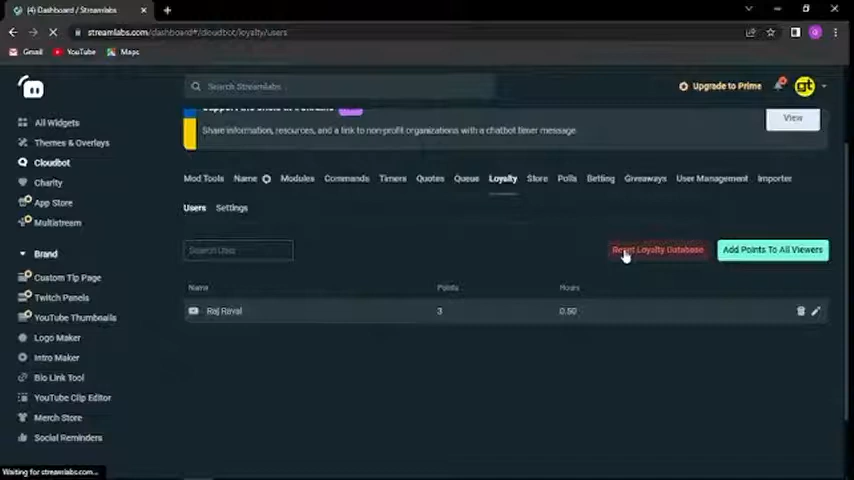 (4) Dashboard / Streamlabs
streamlabs.com/dashboard#/cloudbot/loyalty/users
Gmail YouTube Maps
Search Streamlabs
Upgrade to Prime
gt
Share information, resources, and a link to non-profit organizations with a chatbot timer message
View
All Widgets
Themes & Overlays
Cloudbot
Charity
App Store
Multistream
Brand
Custom Tip Page
Twitch Panels
YouTube Thumbnails
Logo Maker
Intro Maker
Bio Link Tool
YouTube Clip Editor
Merch Store
Social Reminders
Mod Tools Name Modules Commands Timers Quotes Queue Loyalty Store Polls Betting Giveaways User Management Importer
Users Settings
Search User
Reset Loyalty Database
Add Points To All Viewers
Name Points Hours
Raj Raval 3 0.50
Waiting for streamlabs.com...